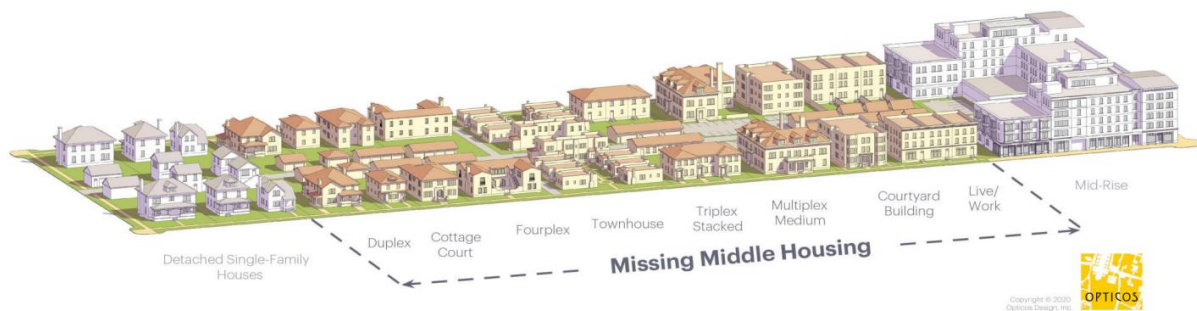 Detached Single-Family
Houses
Duplex
Cottage
Court
Fourplex
Townhouse
Triplex
Stacked
Multiplex
Medium
Courtyard
Building
Live/
Work
Mid-Rise
Missing Middle Housing
Copyright © 2020
Opticos Design, Inc.
OPTICOS